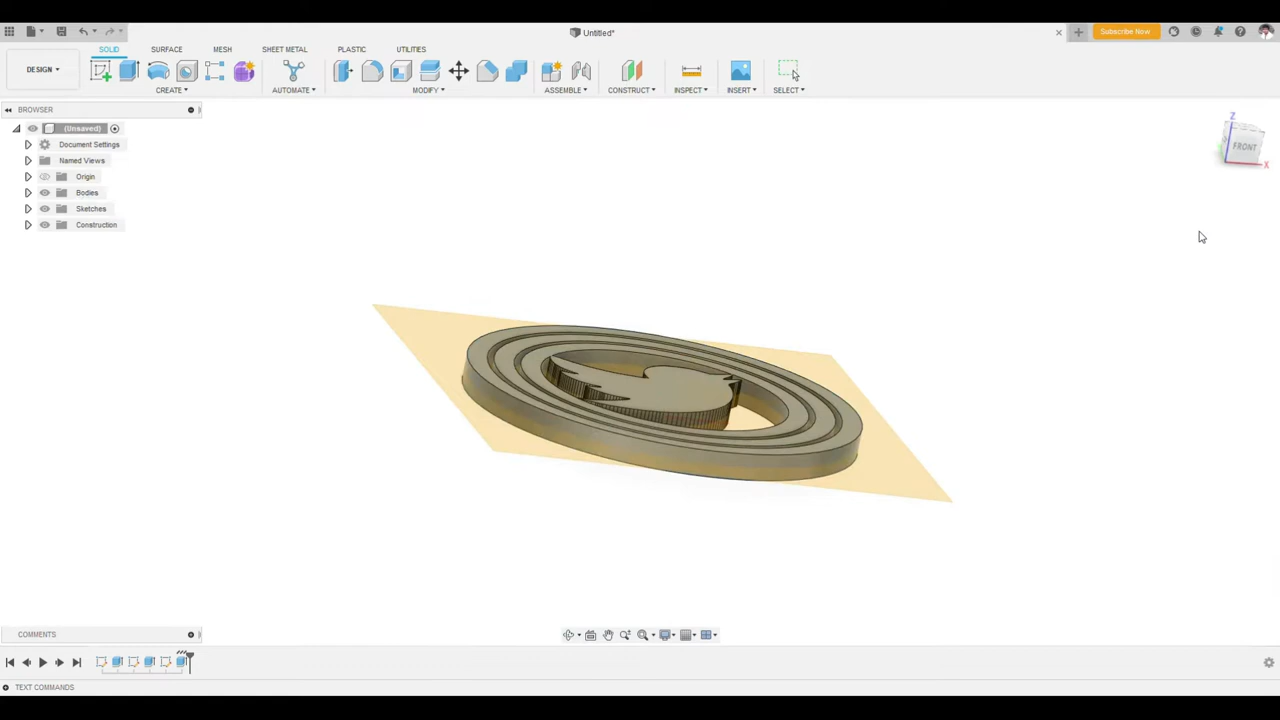 Untitled*
Subscribe Now
SOLID SURFACE MESH SHEET METAL PLASTIC UTILITIES
DESIGN
CREATE AUTOMATE MODIFY ASSEMBLE CONSTRUCT INSPECT INSERT SELECT
BROWSER
(Unsaved)
Document Settings
Named Views
Origin
Bodies
Sketches
Construction
Z
FRONT
X
COMMENTS
TEXT COMMANDS